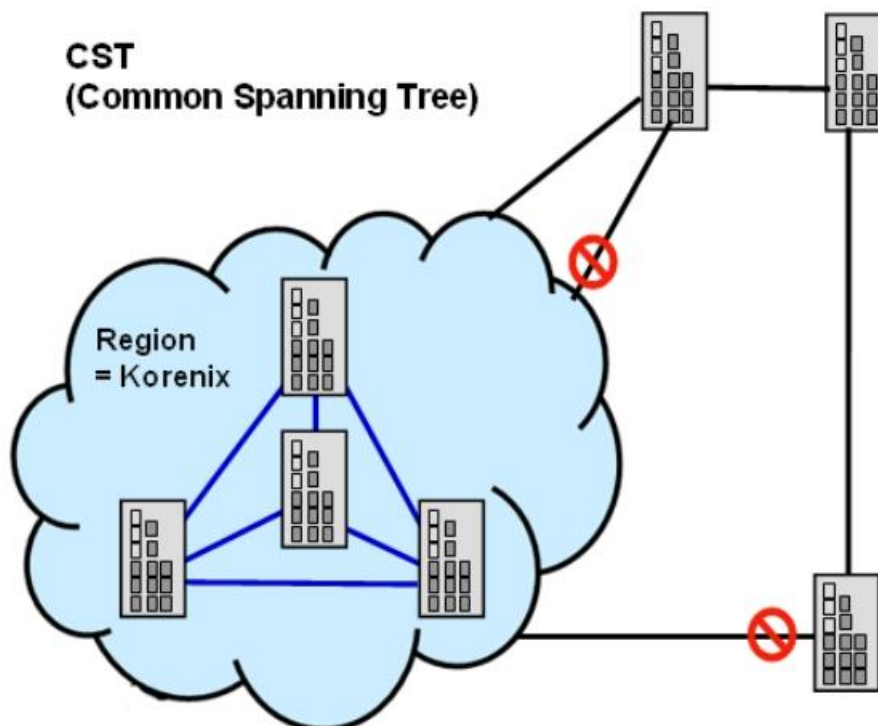 CST
(Common Spanning Tree)
Region
= Korenix